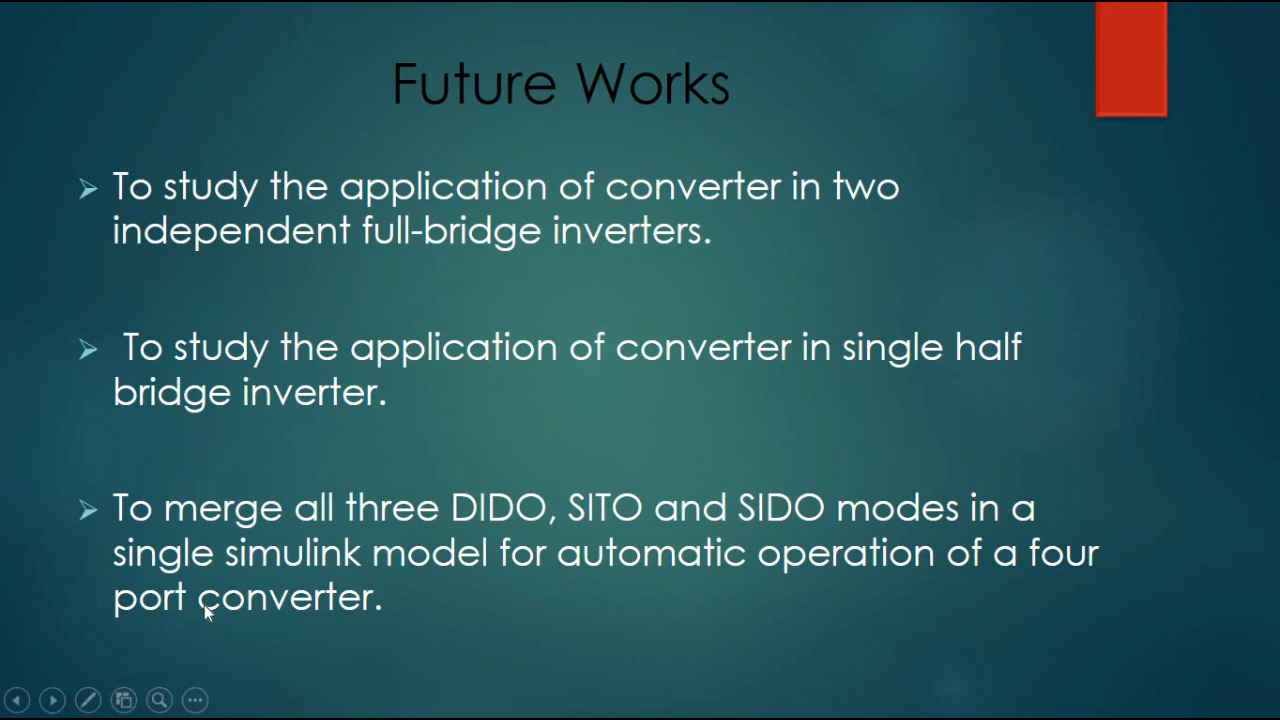 Future Works
To study the application of converter in two
independent full-bridge inverters.
To study the application of converter in single half
bridge inverter.
To merge all three DIDO, SITO and SIDO modes in a
single simulink model for automatic operation of a four
port converter.